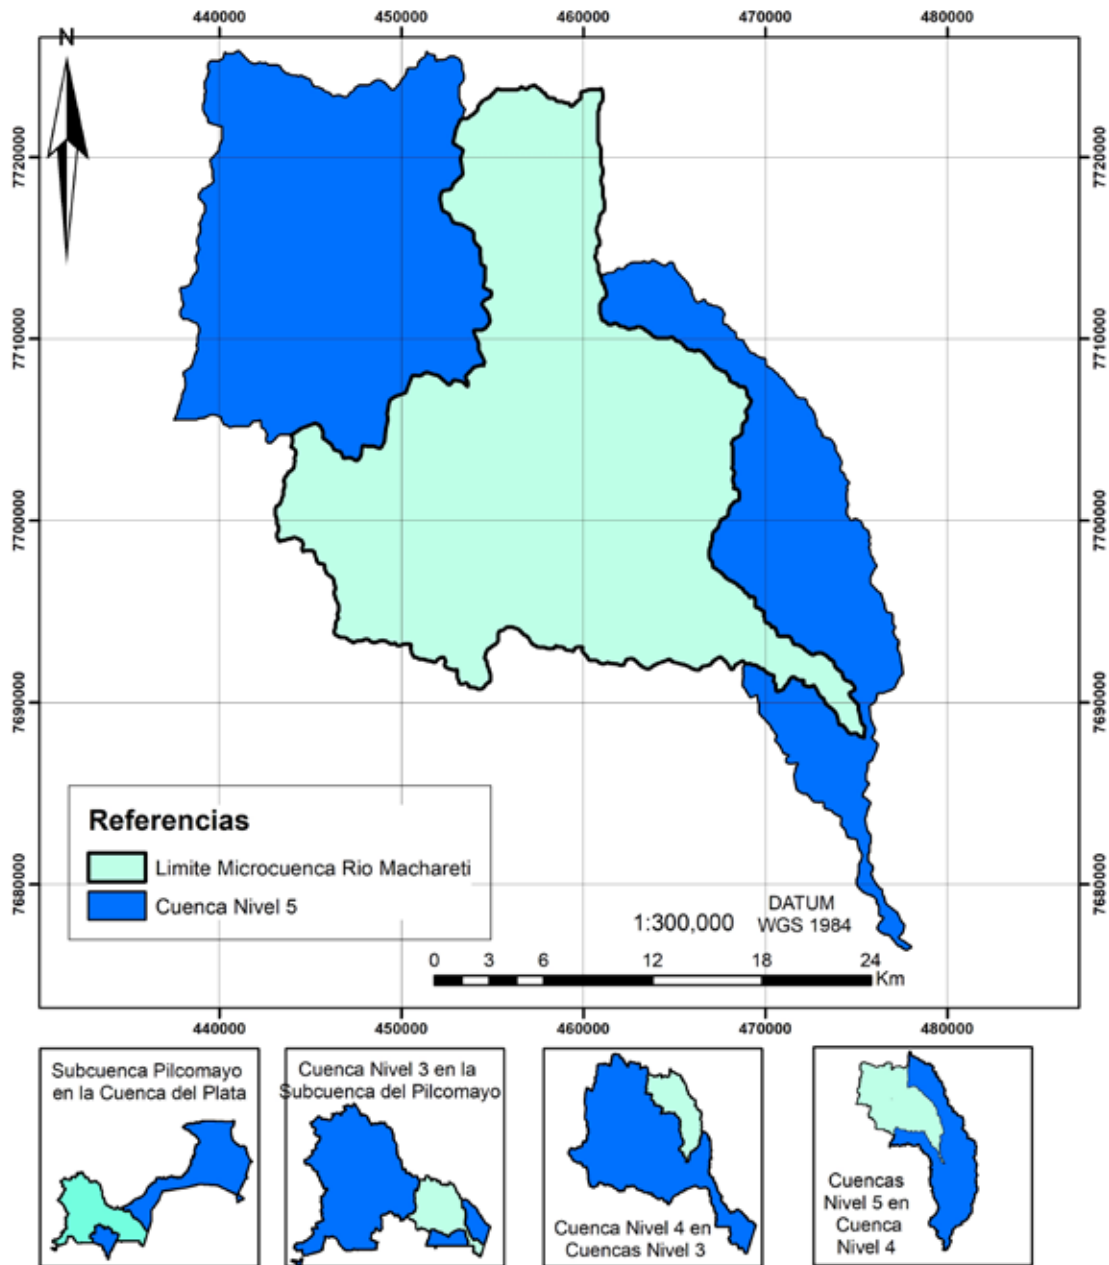 440000 450000 460000 470000 480000
N
7720000 7720000
7710000 7710000
7700000 7700000
7690000 7690000
7680000 7680000
Referencias
Limite Microcuenca Rio Machareti
Cuenca Nivel 5
1:300,000
DATUM
WGS 1984
0 3 6 12 18 24
Km
440000 450000 460000 470000 480000
Subcuenca Pilcomayo
en la Cuenca del Plata
Cuenca Nivel 3 en la
Subcuenca del Pilcomayo
Cuenca Nivel 4 en
Cuencas Nivel 3
Cuencas
Nivel 5 en
Cuenca
Nivel 4